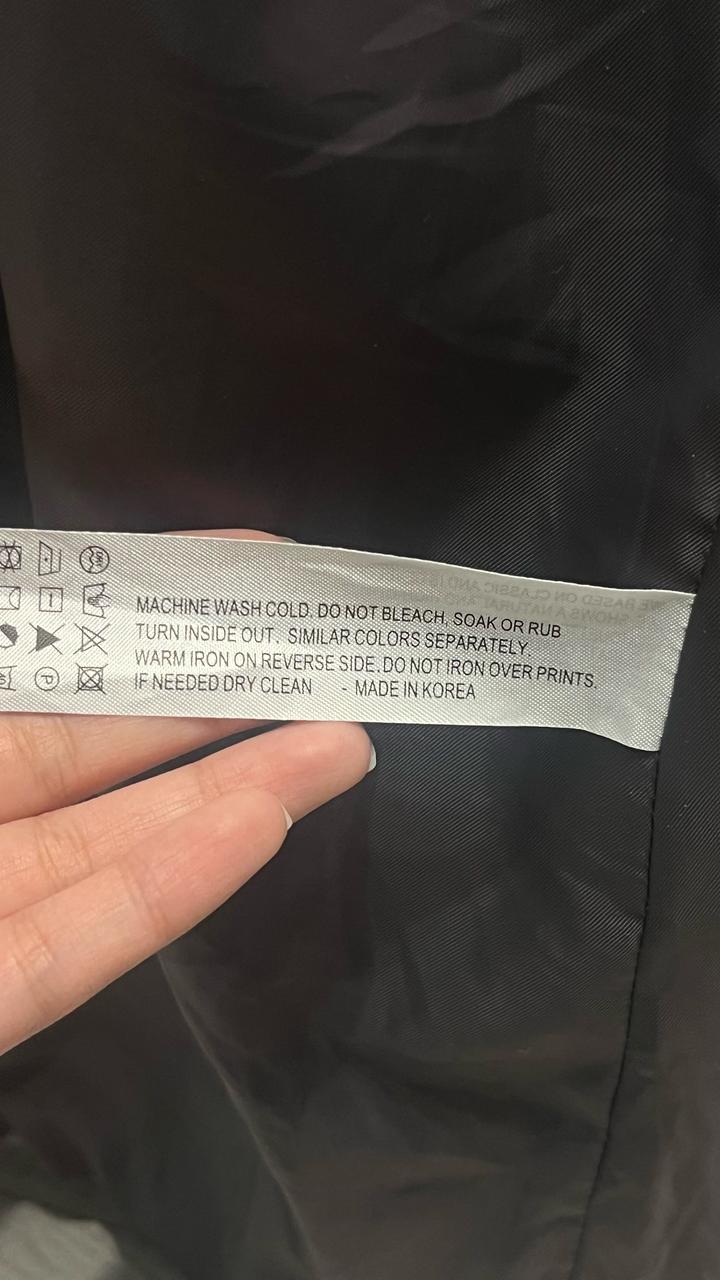 MACHINE WASH COLD. DO NOT BLEACH, SOAK OR RUB
TURN INSIDE OUT. SIMILAR COLORS SEPARATELY
WARM IRON ON REVERSE SIDE. DO NOT IRON OVER PRINTS.
IF NEEDED DRY CLEAN - MADE IN KOREA
P